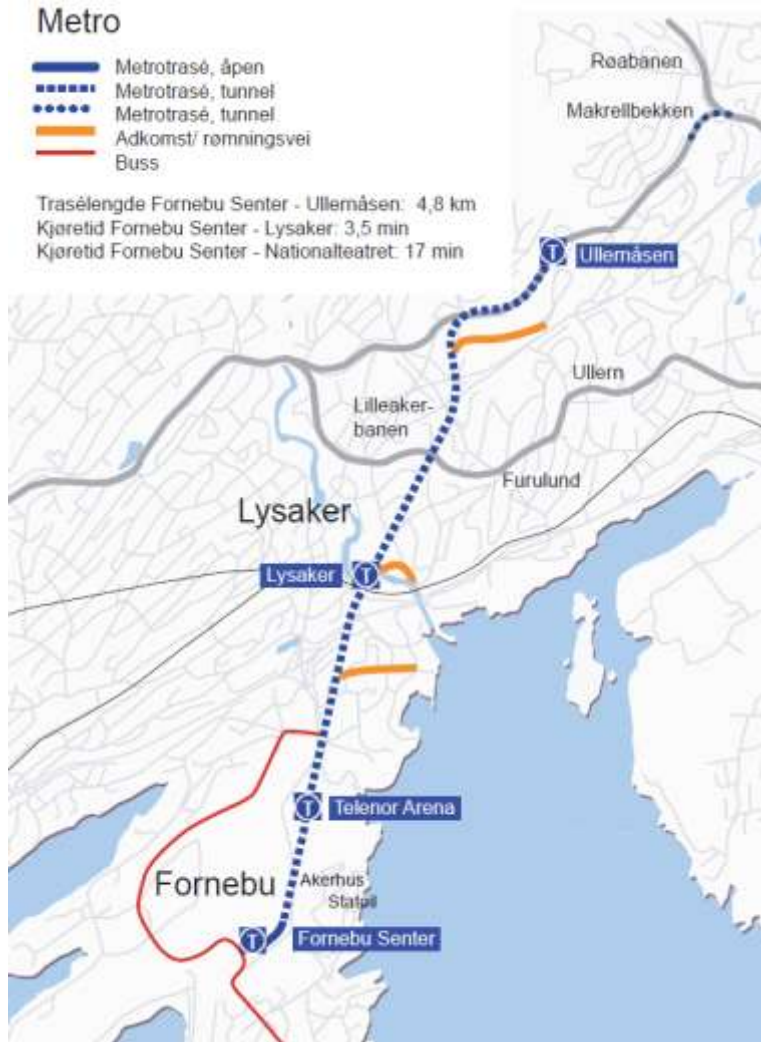 Metro
Metrotrasé, åpen
Metrotrasé, tunnel
Metrotrasé, tunnel
Adkomst/ rømningsvei
Buss
Trasélengde Fornebu Senter - Ullernåsen: 4,8 km
Kjøretid Fornebu Senter - Lysaker: 3,5 min
Kjøretid Fornebu Senter - Nationalteatret: 17 min
Røabanen
Makrellbekken
T Ullernåsen
Ullern
Lilleaker-
banen
Furulund
Lysaker
Lysaker T
T Telenor Arena
Fornebu
Akerhus
Statoil
T Fornebu Senter